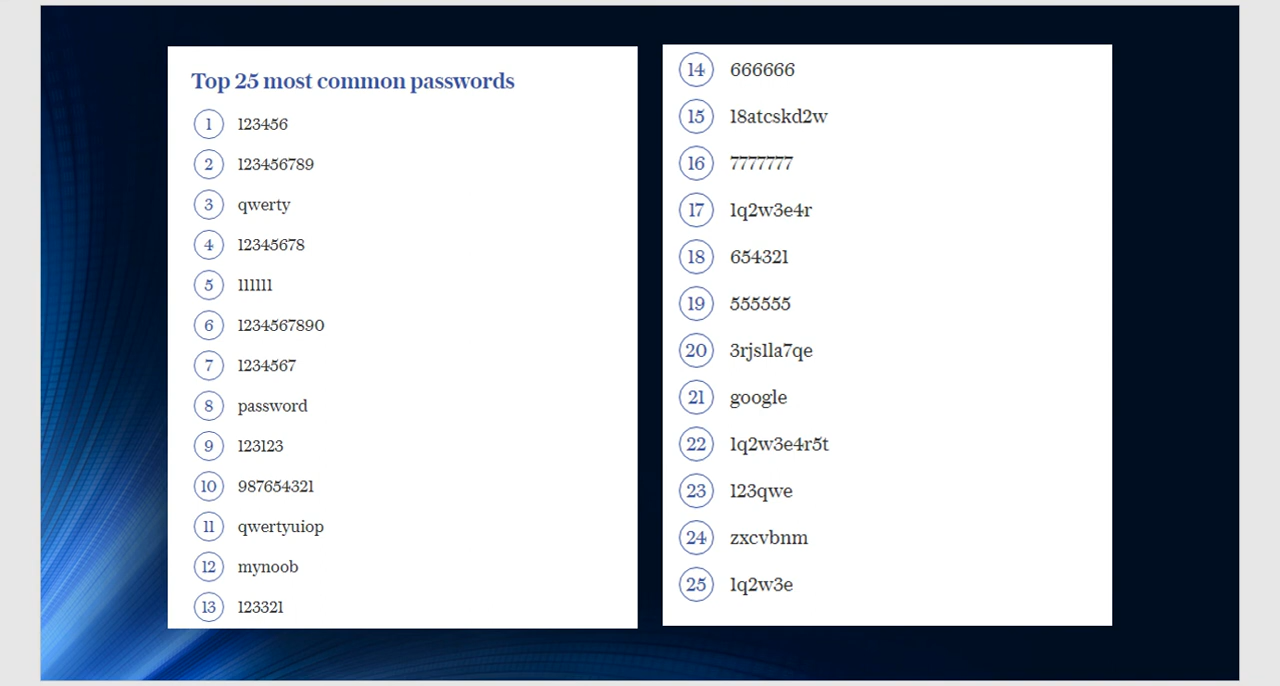 Top 25 most common passwords
1 123456
2 123456789
3 qwerty
4 12345678
5 111111
6 1234567890
7 1234567
8 password
9 123123
10 987654321
11 qwertyuiop
12 mynoob
13 123321
14 666666
15 18atcskd2w
16 7777777
17 1q2w3e4r
18 654321
19 555555
20 3rjs1la7qe
21 google
22 1q2w3e4r5t
23 123qwe
24 zxcvbnm
25 1q2w3e